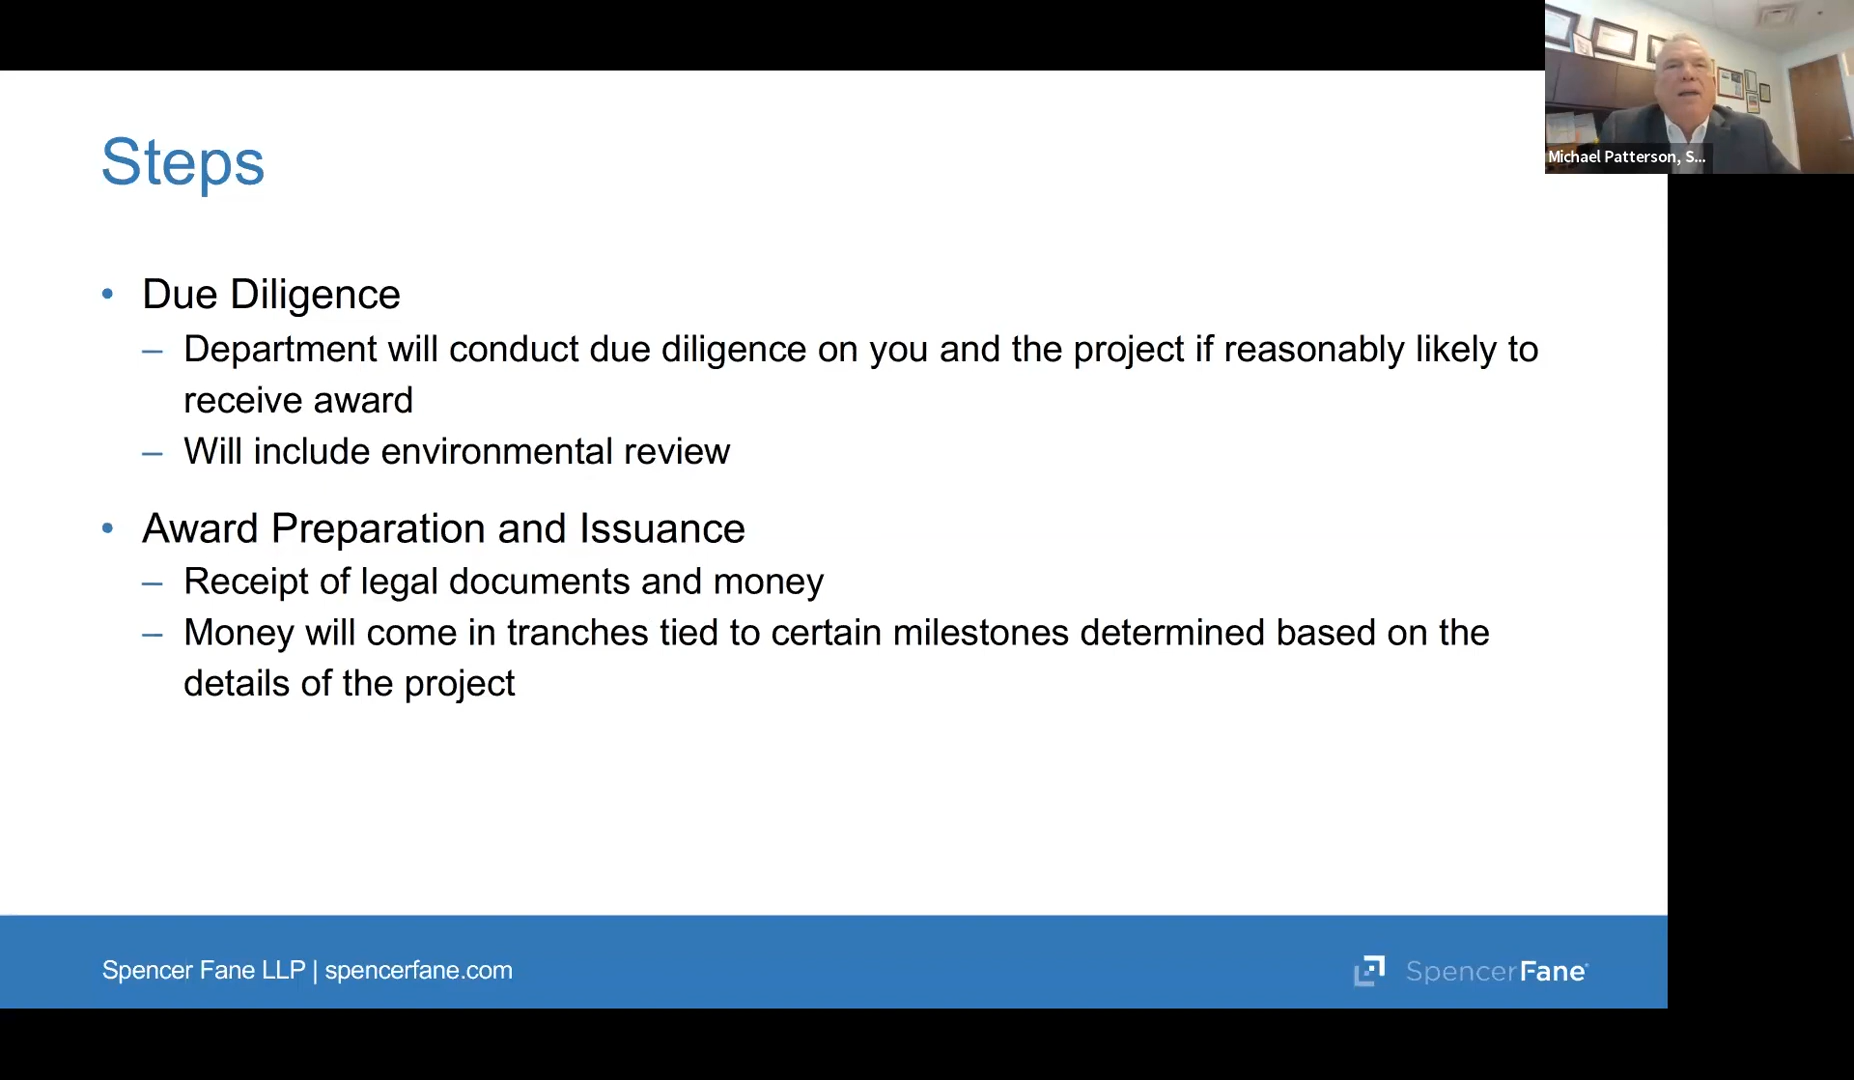 Michael Patterson, S...
Steps
• Due Diligence
– Department will conduct due diligence on you and the project if reasonably likely to
receive award
– Will include environmental review
• Award Preparation and Issuance
– Receipt of legal documents and money
– Money will come in tranches tied to certain milestones determined based on the
details of the project
Spencer Fane LLP | spencerfane.com
SpencerFane